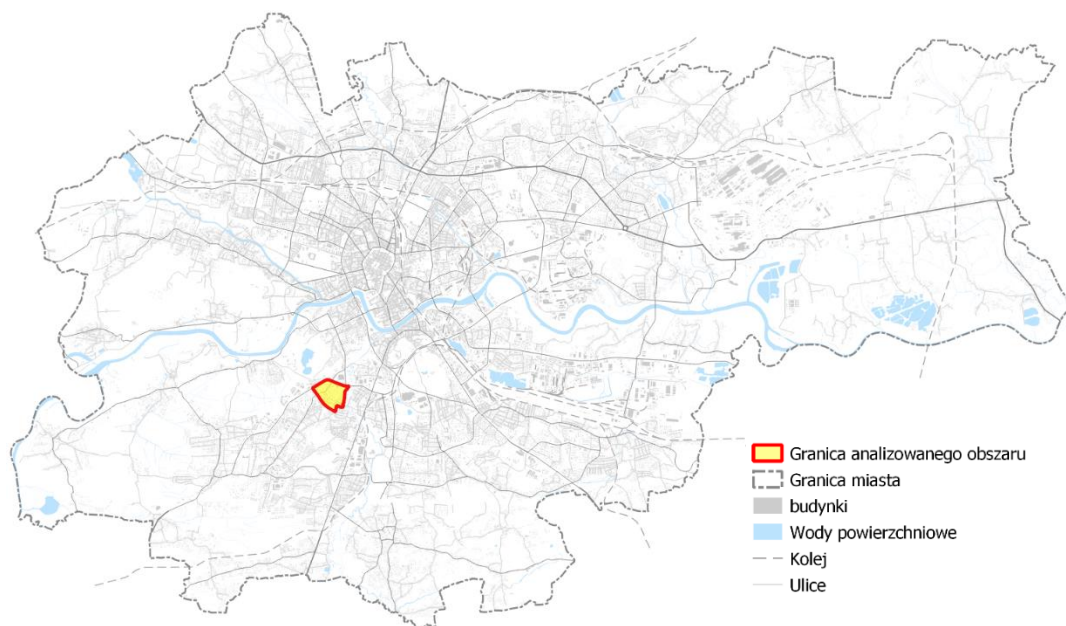 Granica analizowanego obszaru
Granica miasta
budynki
Wody powierzchniowe
Kolej
Ulice